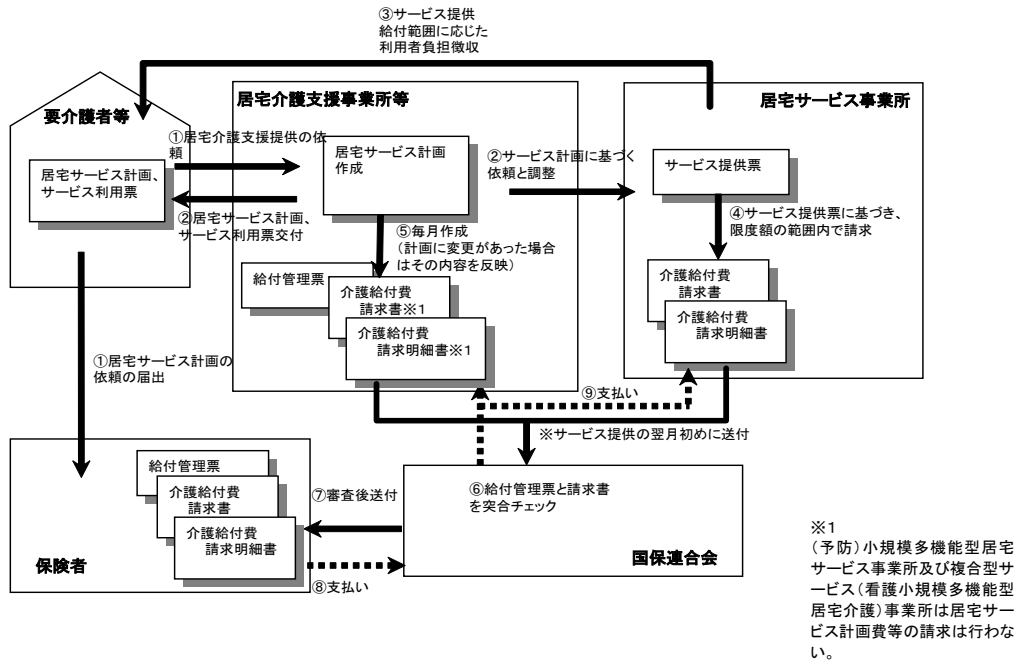 ③サービス提供
給付範囲に応じた
利用者負担徴収
要介護者等
居宅サービス計画、
サービス利用票
①居宅介護支援提供の依
頼
②居宅サービス計画、
サービス利用票交付
居宅介護支援事業所等
居宅サービス計画
作成
⑤毎月作成
(計画に変更があった場合
はその内容を反映)
給付管理票
介護給付費
請求書※1
介護給付費
請求明細書※1
②サービス計画に基づく
依頼と調整
居宅サービス事業所
サービス提供票
④サービス提供票に基づき、
限度額の範囲内で請求
介護給付費
請求書
介護給付費
請求明細書
①居宅サービス計画の
依頼の届出
⑨支払い
※サービス提供の翌月初めに送付
給付管理票
介護給付費
請求書
介護給付費
請求明細書
保険者
⑦審査後送付
⑧支払い
⑥給付管理票と請求書
を突合チェック
国保連合会
※1
(予防)小規模多機能型居宅
サービス事業所及び複合型サ
ービス(看護小規模多機能型
居宅介護)事業所は居宅サー
ビス計画費等の請求は行わな
い。